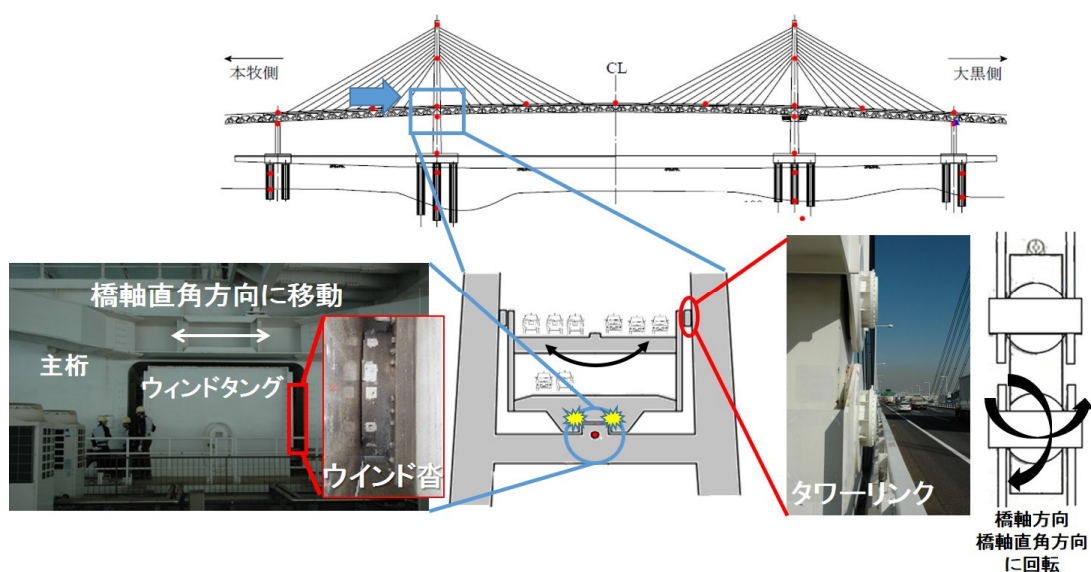 CL
本牧側
大黒側
橋軸直角方向に移動
主桁
ウィンドタング
ウインド沓
タワーリンク
橋軸方向
橋軸直角方向
に回転